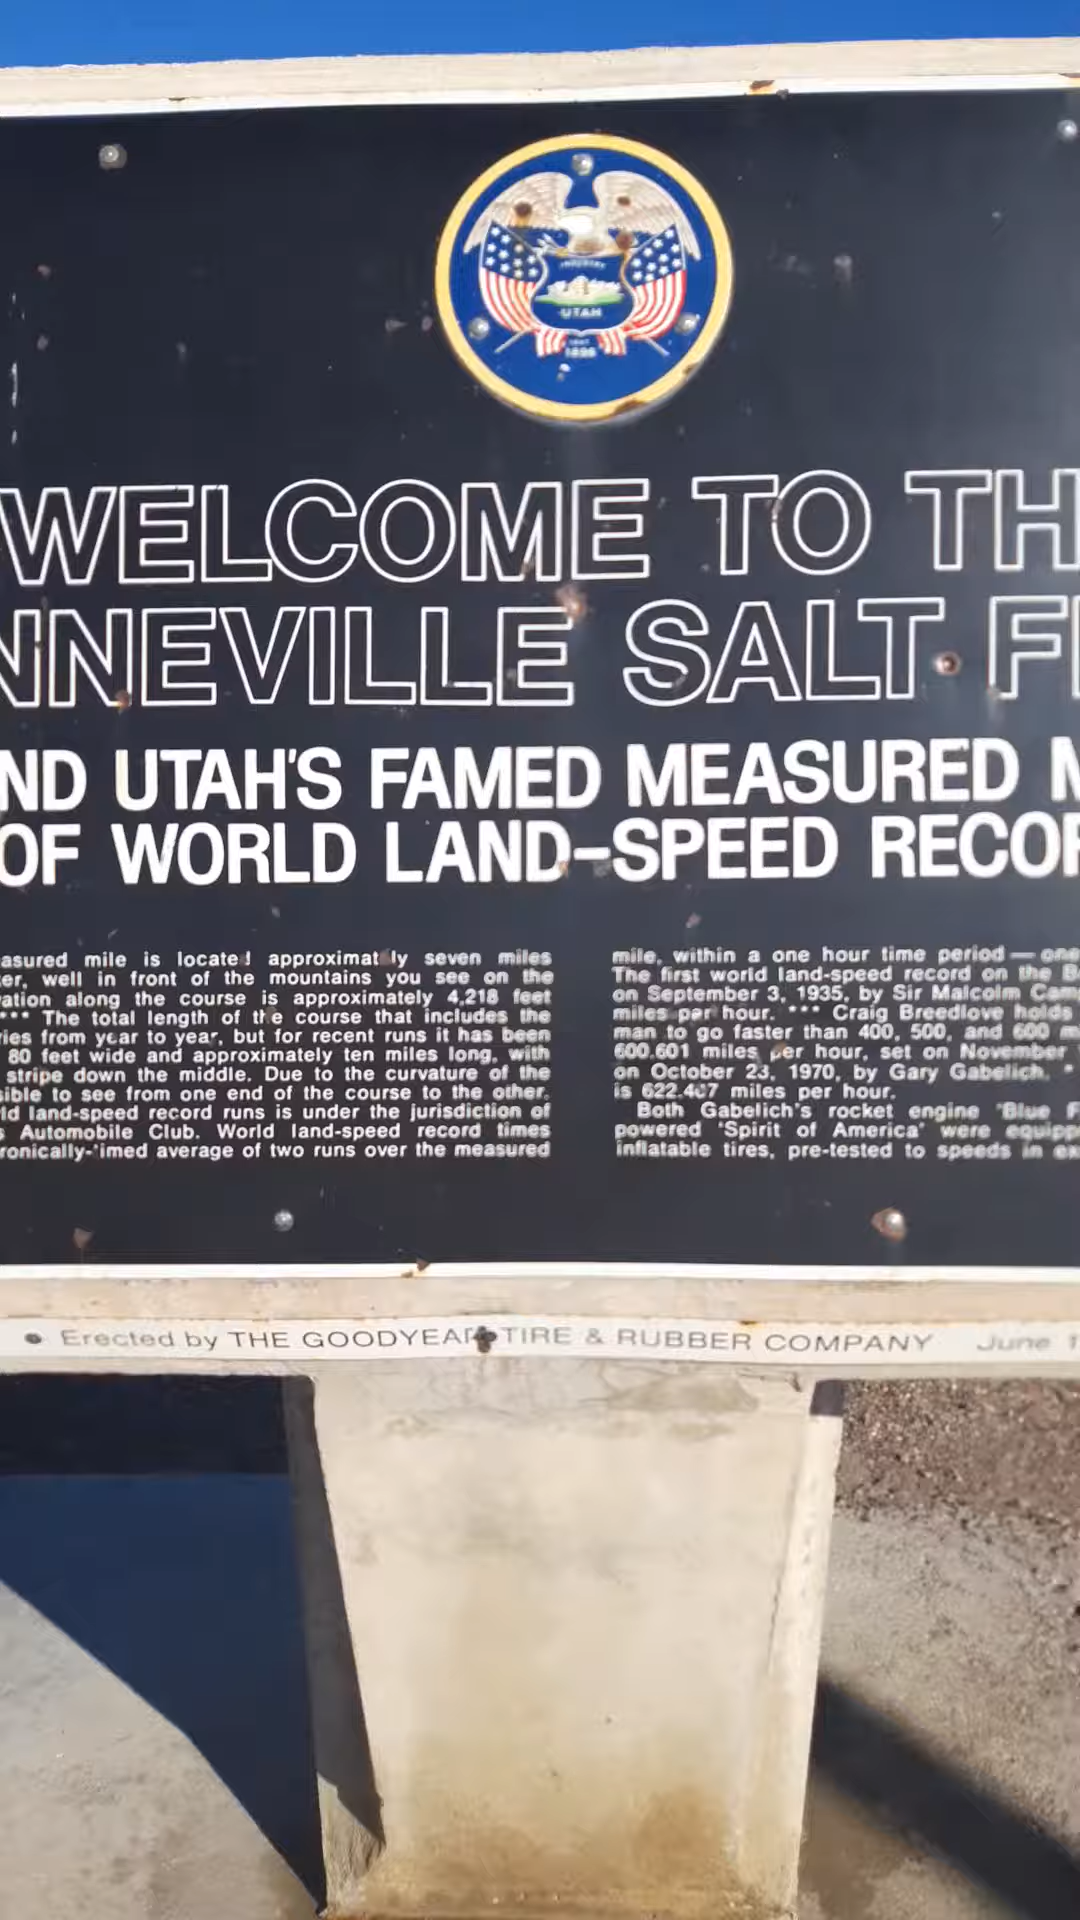 INDUSTRY
UTAH
1896
WELCOME TO TH
NNEVILLE SALT F
ND UTAH'S FAMED MEASURED M
OF WORLD LAND-SPEED RECOR
asured mile is located approximately seven miles
er, well in front of the mountains you see on the
ation along the course is approximately 4,218 feet
*** The total length of the course that includes the
ies from year to year, but for recent runs it has been
80 feet wide and approximately ten miles long, with
stripe down the middle. Due to the curvature of the
sible to see from one end of the course to the other.
ld land-speed record runs is under the jurisdiction of
s Automobile Club. World land-speed record times
ronically-timed average of two runs over the measured
mile, within a one hour time period — one
The first world land-speed record on the B
on September 3, 1935, by Sir Malcolm Cam
miles per hour. *** Craig Breedlove holds
man to go faster than 400, 500, and 600 m
600.601 miles per hour, set on November
on October 23, 1970, by Gary Gabelich. *
is 622.407 miles per hour.
Both Gabelich's rocket engine "Blue F
powered "Spirit of America" were equipp
inflatable tires, pre-tested to speeds in ex
• Erected by THE GOODYEAR TIRE & RUBBER COMPANY June 1